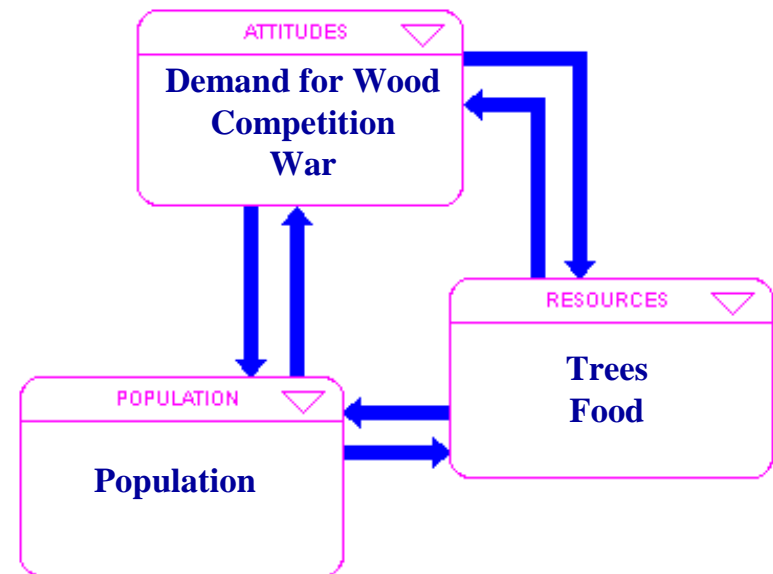 ATTITUDES
Demand for Wood
Competition
War
RESOURCES
Trees
Food
POPULATION
Population